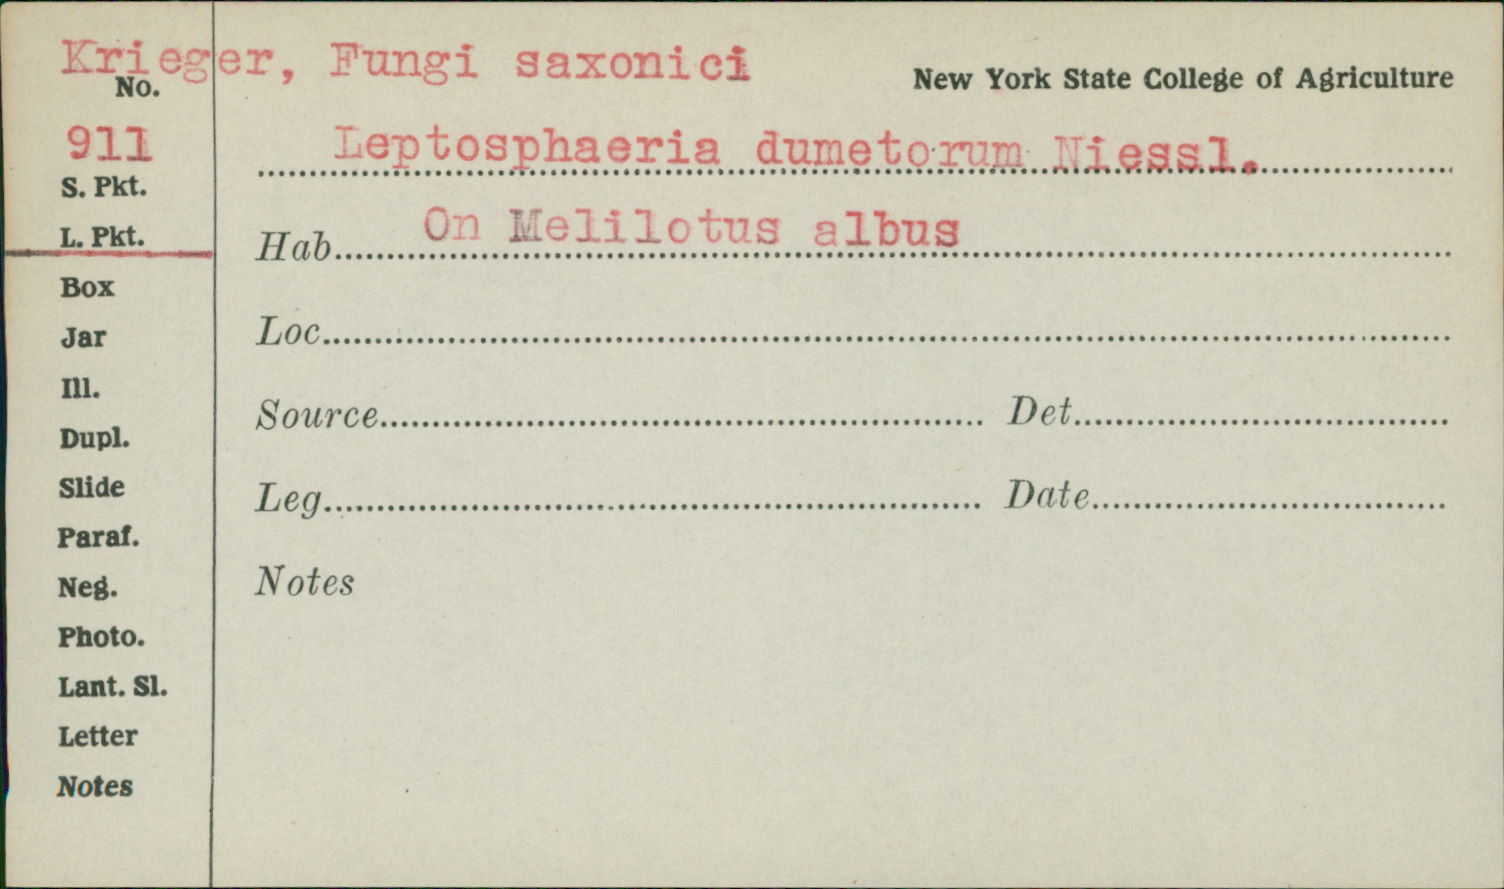 Krieger, Fungi saxonici
No.
New York State College of Agriculture
911
Leptosphaeria dumetorum Niessl.
S. Pkt.
L. Pkt.
Hab. On Melilotus albus
Box
Jar
Loc.
Ill.
Dupl.
Source Det.
Slide
Leg. Date
Paraf.
Neg.
Notes
Photo.
Lant. Sl.
Letter
Notes